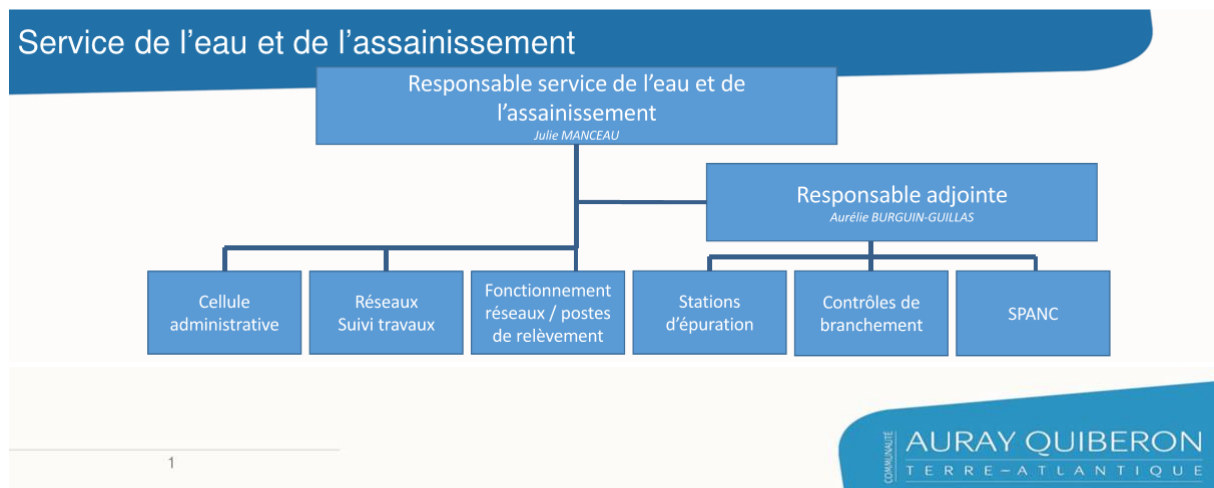 Service de l’eau et de l’assainissement
Responsable service de l’eau et de
l’assainissement
Julie MANCEAU
Responsable adjointe
Aurélie BURGUIN-GUILLAS
Cellule
administrative
Réseaux
Suivi travaux
Fonctionnement
réseaux / postes
de relèvement
Stations
d’épuration
Contrôles de
branchement
SPANC
1
COMMUNAUTÉ
AURAY QUIBERON
TERRE-ATLANTIQUE